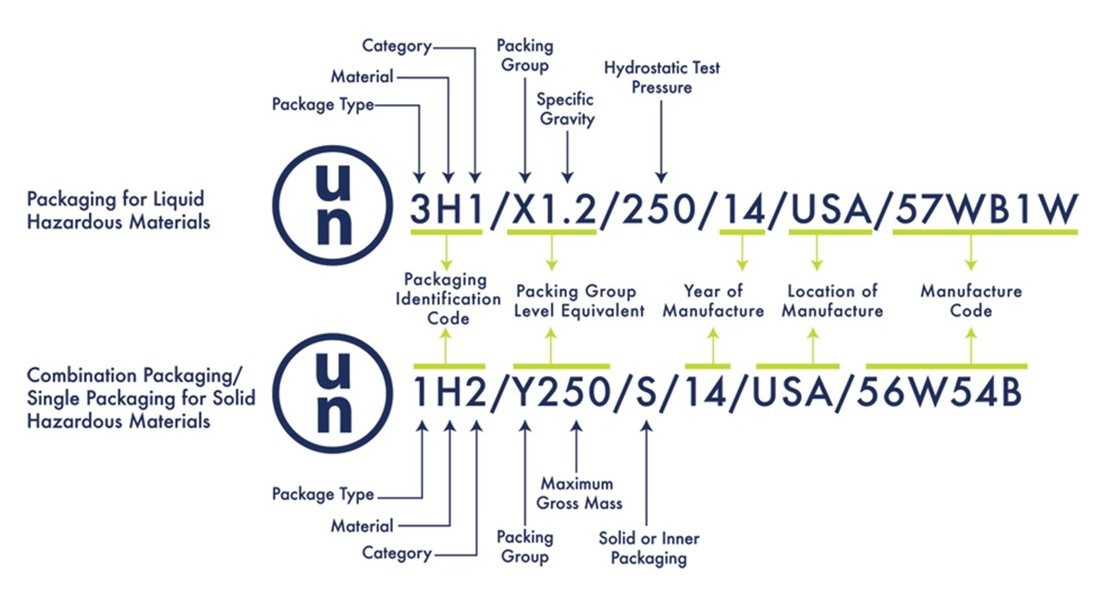 Category
Packing
Group
Material
Hydrostatic Test
Pressure
Package Type
Specific
Gravity
Packaging for Liquid
Hazardous Materials
un
3H1/X1.2/250/14/USA/57WB1W
Packaging
Identification
Code
Packing Group
Level Equivalent
Year of
Manufacture
Location of
Manufacture
Manufacture
Code
Combination Packaging/
Single Packaging for Solid
Hazardous Materials
un
1H2/Y250/S/14/USA/56W54B
Package Type
Material
Category
Packing
Group
Maximum
Gross Mass
Solid or Inner
Packaging